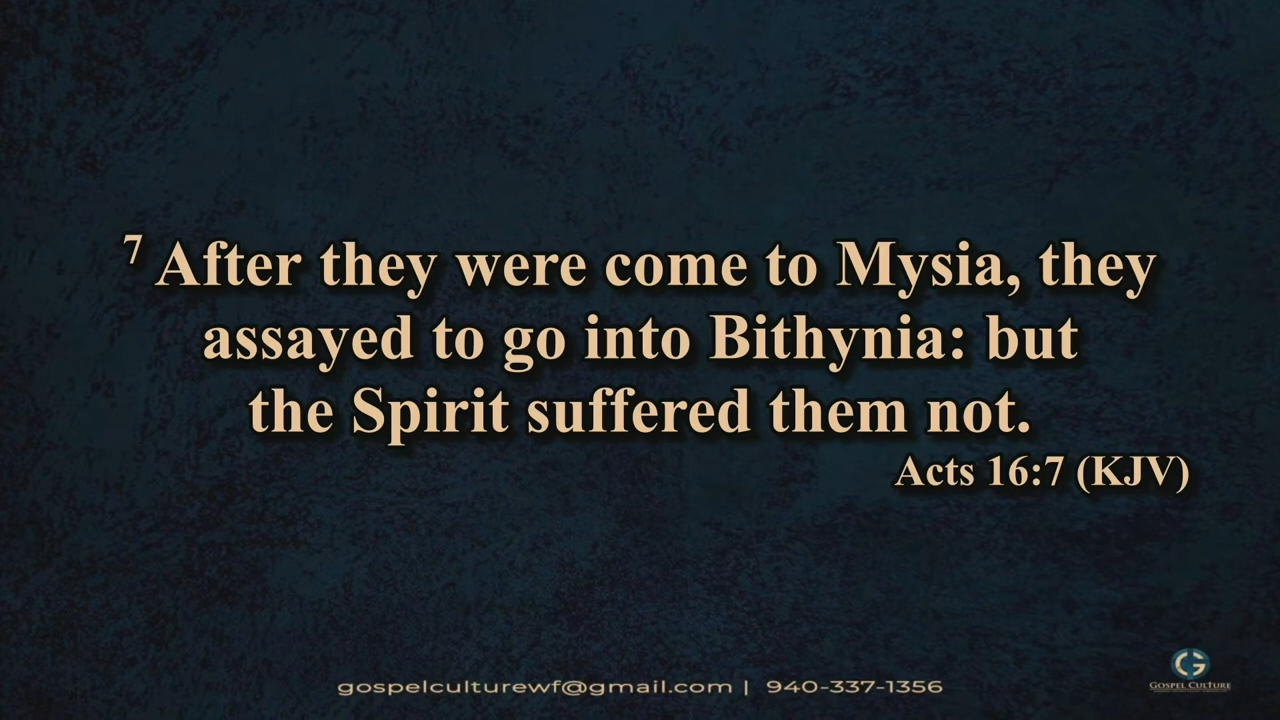 7 After they were come to Mysia, they
assayed to go into Bithynia: but
the Spirit suffered them not.
Acts 16:7 (KJV)
gospelculturewf@gmail.com | 940-337-1356
GOSPEL CULTURE